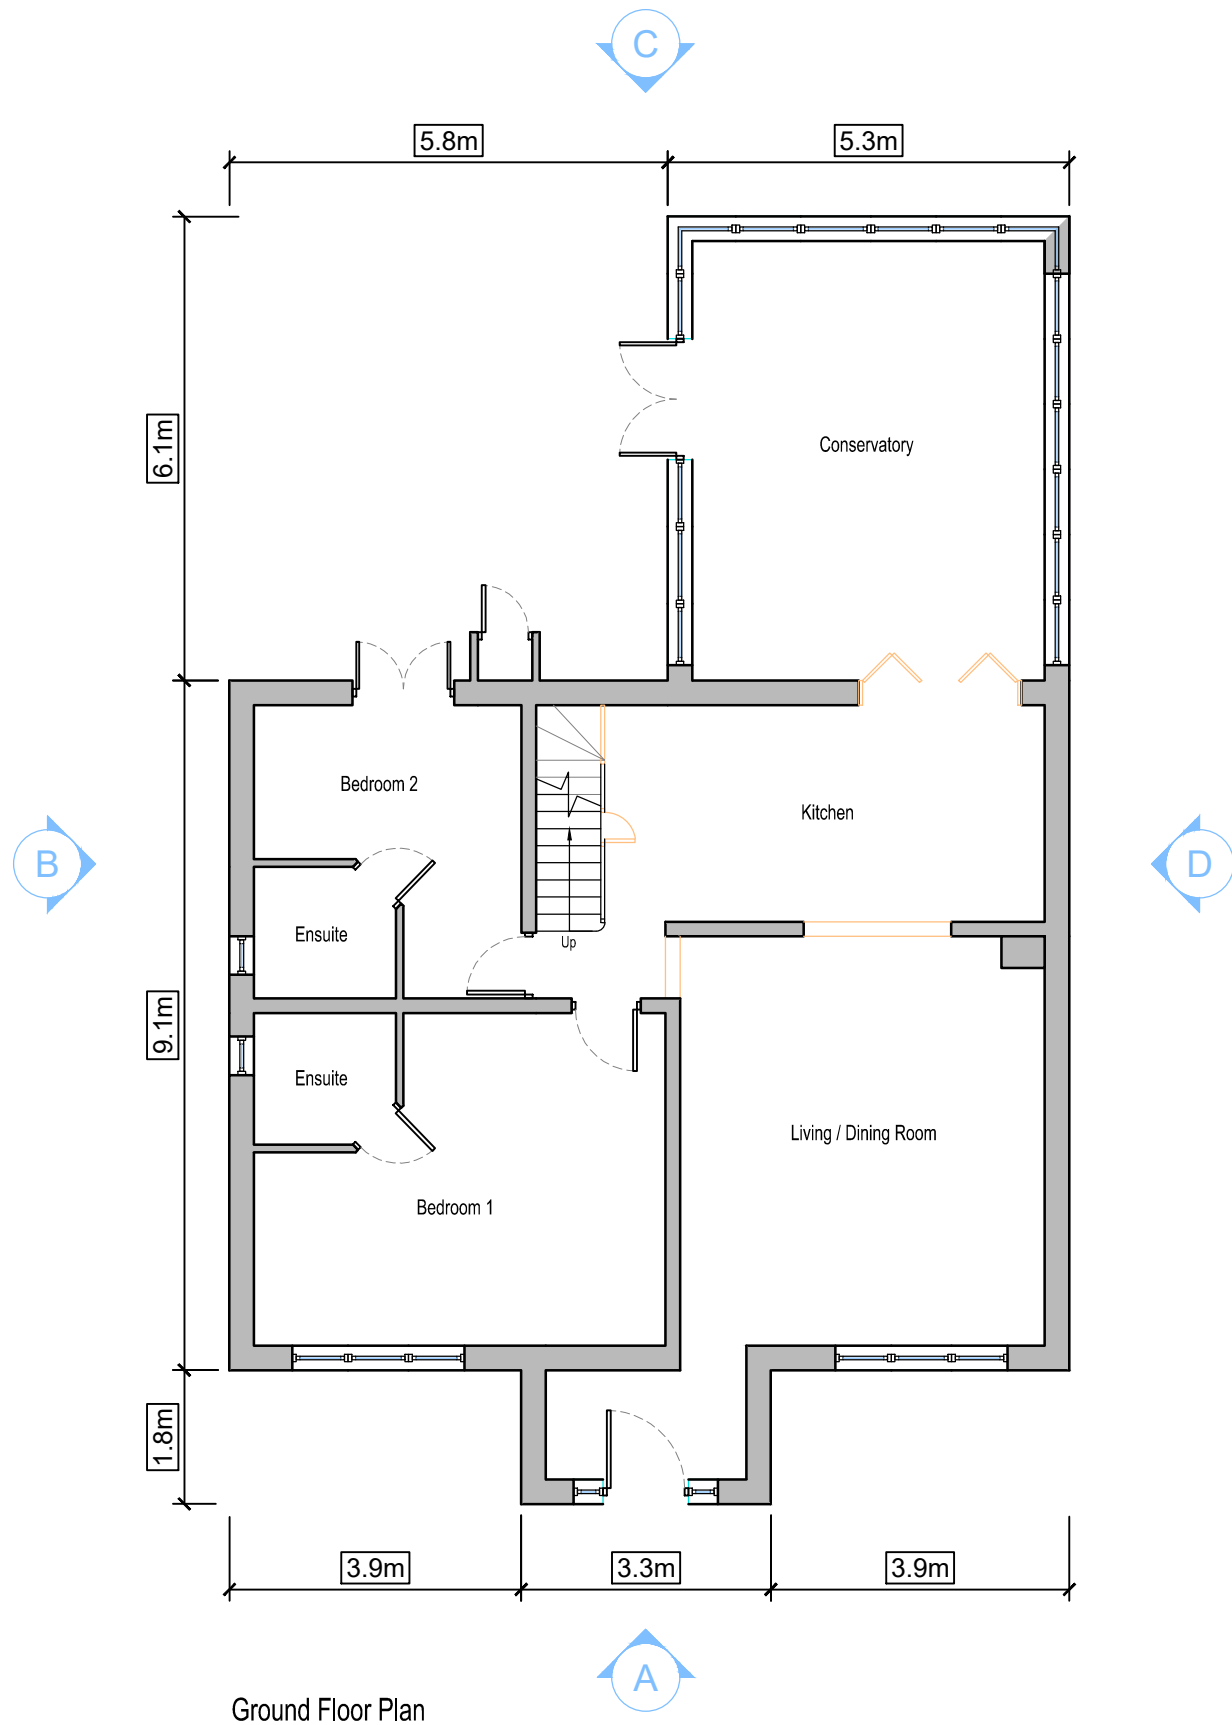 C
5.8m
5.3m
6.1m
Conservatory
Bedroom 2
Kitchen
B
D
Ensuite
Up
9.1m
Ensuite
Living / Dining Room
Bedroom 1
1.8m
3.9m
3.3m
3.9m
A
Ground Floor Plan